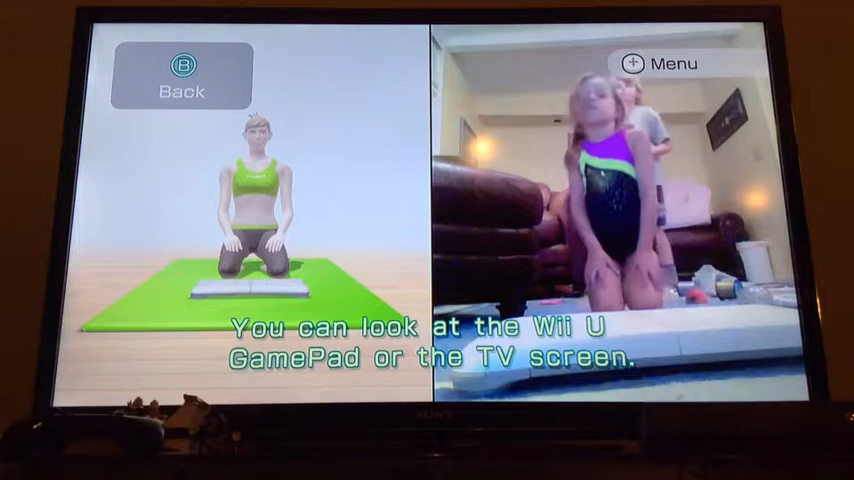 B
Back
Menu
You can look at the Wii U
GamePad or the TV screen.
SONY